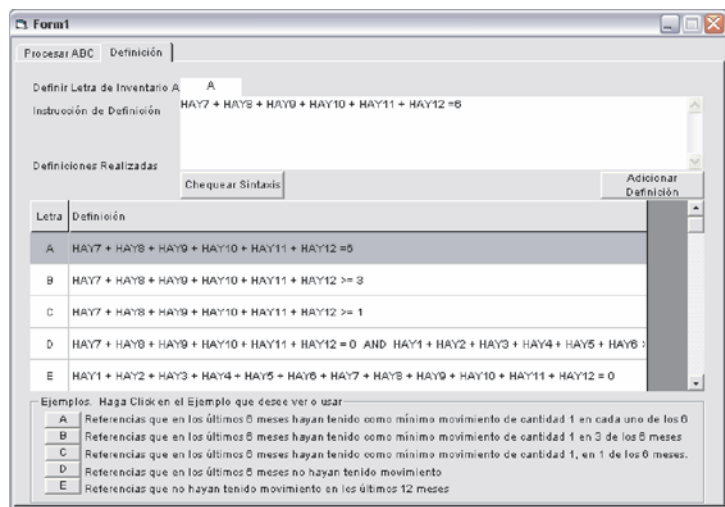 Form1
Procesar ABC Definición
Definir Letra de Inventario A A
Instrucción de Definición HAY7 + HAY8 + HAY9 + HAY10 + HAY11 + HAY12 =6
Definiciones Realizadas
Chequear Sintaxis Adicionar Definición
Letra Definición
A HAY7 + HAY8 + HAY9 + HAY10 + HAY11 + HAY12 =6
B HAY7 + HAY8 + HAY9 + HAY10 + HAY11 + HAY12 >= 3
C HAY7 + HAY8 + HAY9 + HAY10 + HAY11 + HAY12 >= 1
D HAY7 + HAY8 + HAY9 + HAY10 + HAY11 + HAY12 = 0 AND HAY1 + HAY2 + HAY3 + HAY4 + HAY5 + HAY6 >
E HAY1 + HAY2 + HAY3 + HAY4 + HAY5 + HAY6 + HAY7 + HAY8 + HAY9 + HAY10 + HAY11 + HAY12 = 0
Ejemplos. Haga Click en el Ejemplo que desee ver o usar
A Referencias que en los últimos 6 meses hayan tenido como mínimo movimiento de cantidad 1 en cada uno de los 6
B Referencias que en los últimos 6 meses hayan tenido como mínimo movimiento de cantidad 1 en 3 de los 6 meses
C Referencias que en los últimos 6 meses hayan tenido como mínimo movimiento de cantidad 1, en 1 de los 6 meses.
D Referencias que en los últimos 6 meses no hayan tenido movimiento
E Referencias que no hayan tenido movimiento en los últimos 12 meses